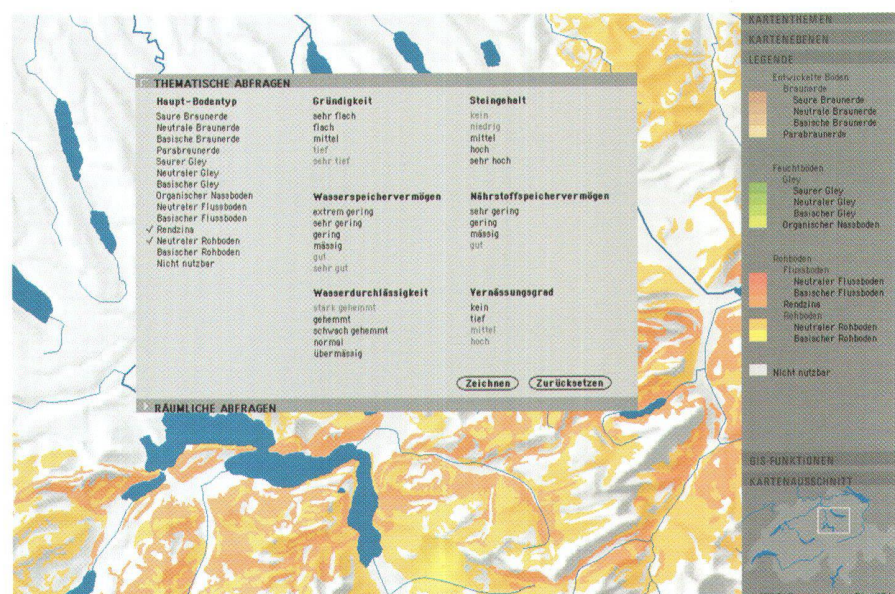 THEMATISCHE ABFRAGEN
Haupt-Bodentyp
Saure Braunerde
Neutrale Braunerde
Basische Braunerde
Parabraunerde
Saurer Gley
Neutraler Gley
Basischer Gley
Organischer Nassboden
Neutraler Flussboden
Basischer Flussboden
✓ Rendzina
✓ Neutraler Rohboden
Basischer Rohboden
Nicht nutzbar
Gründigkeit
sehr flach
flach
mittel
tief
sehr tief
Steingehalt
kein
niedrig
mittel
hoch
sehr hoch
Wasserspeichervermögen
extrem gering
sehr gering
gering
mässig
gut
sehr gut
Nährstoffspeichervermögen
sehr gering
gering
mässig
gut
Wasserdurchlässigkeit
stark gehemmt
gehemmt
schwach gehemmt
normal
übermässig
Vernässungsgrad
kein
tief
mittel
hoch
Zeichnen
Zurücksetzen
RÄUMLICHE ABFRAGEN
KARTENTHEMEN
KARTENEBENEN
LEGENDE
Entwickelte Böden
Braunerde
Saure Braunerde
Neutrale Braunerde
Basische Braunerde
Parabraunerde
Feuchtböden
Gley
Saurer Gley
Neutraler Gley
Basischer Gley
Organischer Nassboden
Rohböden
Flussboden
Neutraler Flussboden
Basischer Flussboden
Rendzina
Rohboden
Neutraler Rohboden
Basischer Rohboden
Nicht nutzbar
GIS FUNKTIONEN
KARTENAUSSCHNITT